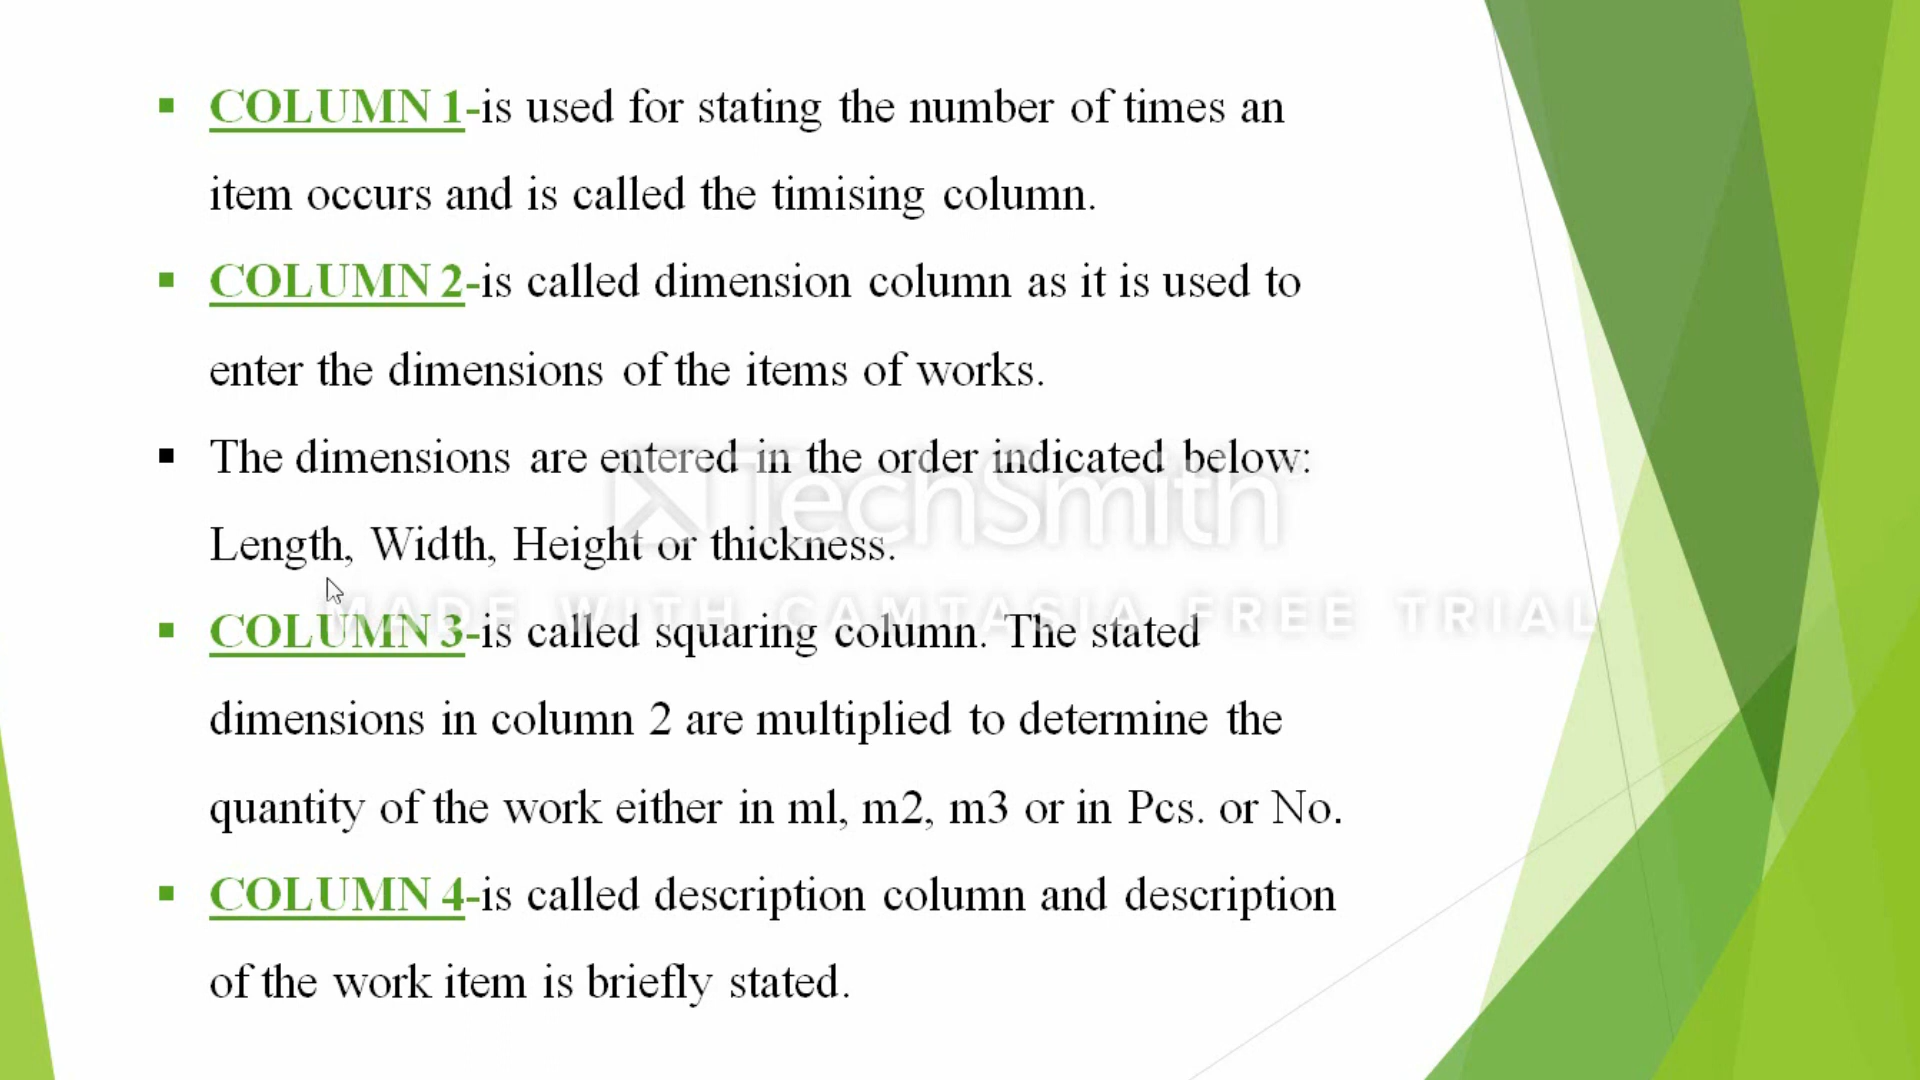 ▪ COLUMN 1-is used for stating the number of times an
item occurs and is called the timising column.
▪ COLUMN 2-is called dimension column as it is used to
enter the dimensions of the items of works.
▪ The dimensions are entered in the order indicated below:
Length, Width, Height or thickness.
TechSmith
MADE WITH CAMTASIA FREE TRIAL
▪ COLUMN 3-is called squaring column. The stated
dimensions in column 2 are multiplied to determine the
quantity of the work either in ml, m2, m3 or in Pcs. or No.
▪ COLUMN 4-is called description column and description
of the work item is briefly stated.